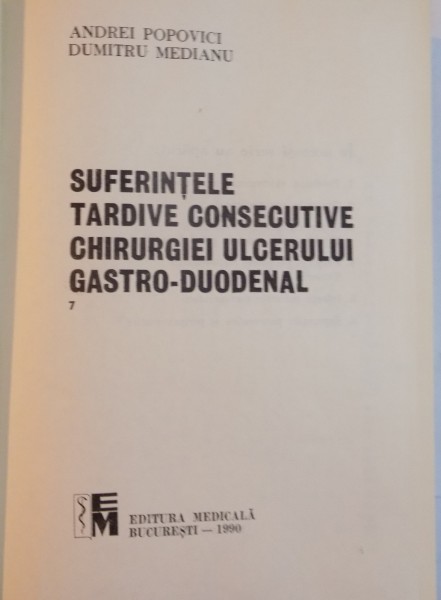 ANDREI POPOVICI
DUMITRU MEDIANU
SUFERINȚELE
TARDIVE CONSECUTIVE
CHIRURGIEI ULCERULUI
GASTRO-DUODENAL
7
EM
EDITURA MEDICALĂ
BUCUREȘTI — 1990